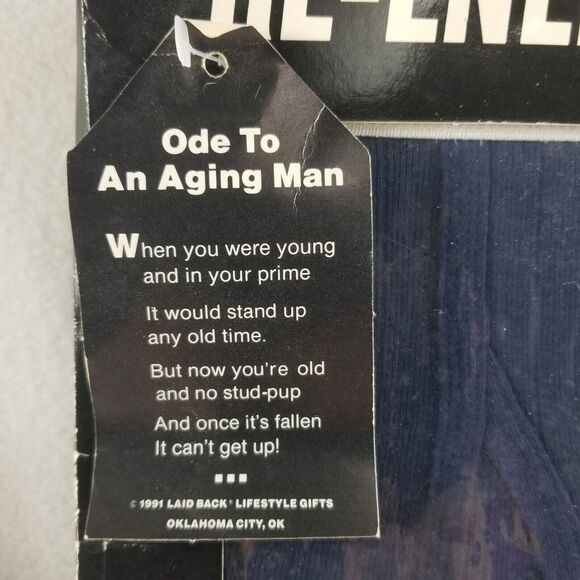 RE-ENE
Ode To
An Aging Man
When you were young
and in your prime
It would stand up
any old time.
But now you're old
and no stud-pup
And once it's fallen
It can't get up!
© 1991 LAID BACK® LIFESTYLE GIFTS
OKLAHOMA CITY, OK